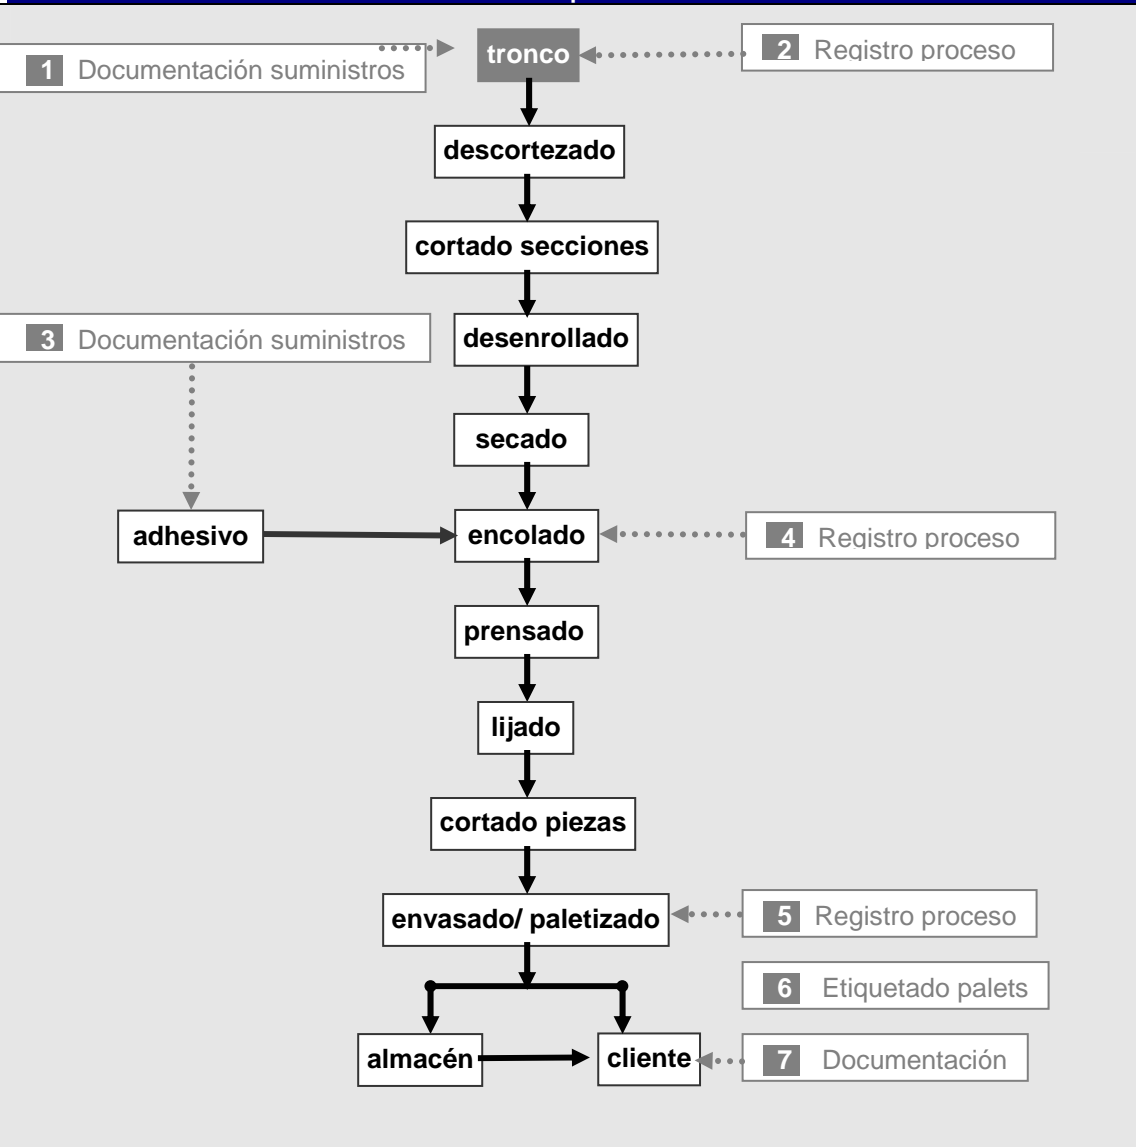 1 Documentación suministros
tronco
2 Registro proceso
descortezado
cortado secciones
3 Documentación suministros
desenrollado
secado
adhesivo
encolado
4 Registro proceso
prensado
lijado
cortado piezas
envasado/ paletizado
5 Registro proceso
6 Etiquetado palets
almacén
cliente
7 Documentación